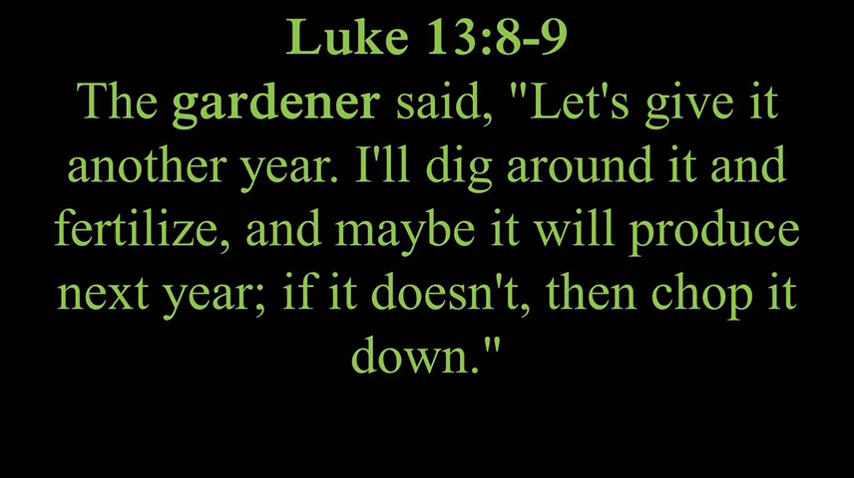 Luke 13:8-9
The gardener said, "Let's give it
another year. I'll dig around it and
fertilize, and maybe it will produce
next year; if it doesn't, then chop it
down."